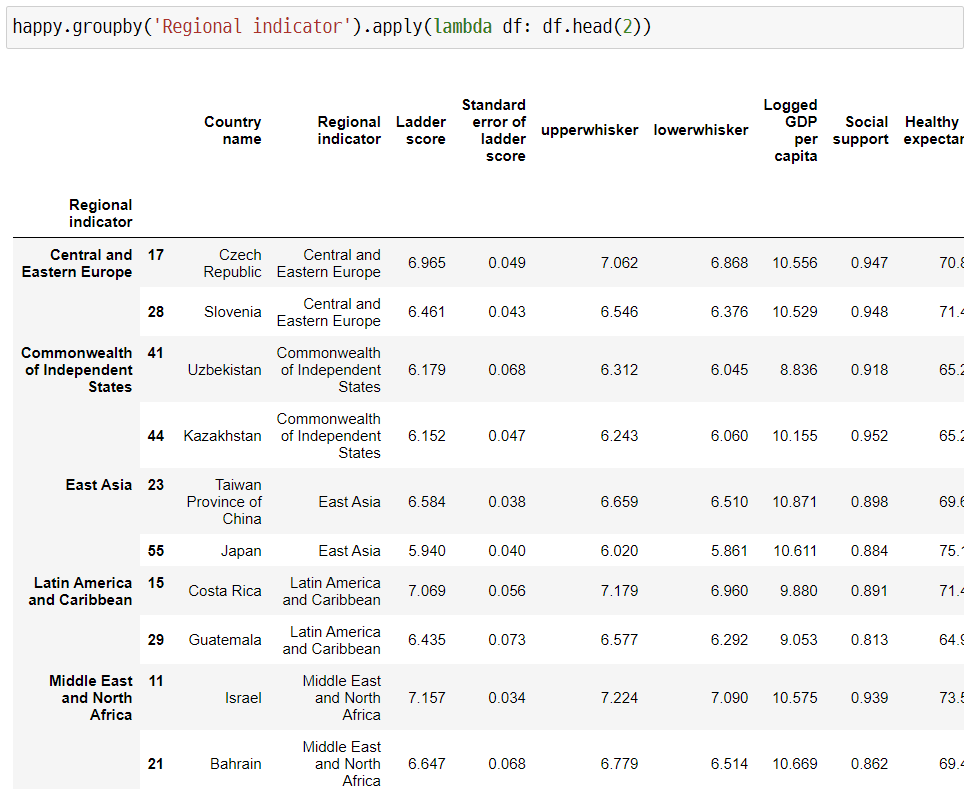 happy.groupby('Regional indicator').apply(lambda df: df.head(2))
Country name Regional indicator Ladder score Standard error of ladder score upperwhisker lowerwhisker Logged GDP per capita Social support Healthy
Regional indicator
Central and Eastern Europe 17 Czech Republic Central and Eastern Europe 6.965 0.049 7.062 6.868 10.556 0.947 70.8
28 Slovenia Central and Eastern Europe 6.461 0.043 6.546 6.376 10.529 0.948 71.4
Commonwealth of Independent States 41 Uzbekistan Commonwealth of Independent States 6.179 0.068 6.312 6.045 8.836 0.918 65.2
44 Kazakhstan Commonwealth of Independent States 6.152 0.047 6.243 6.060 10.155 0.952 65.2
East Asia 23 Taiwan Province of China East Asia 6.584 0.038 6.659 6.510 10.871 0.898 69.6
55 Japan East Asia 5.940 0.040 6.020 5.861 10.611 0.884 75.1
Latin America and Caribbean 15 Costa Rica Latin America and Caribbean 7.069 0.056 7.179 6.960 9.880 0.891 71.4
29 Guatemala Latin America and Caribbean 6.435 0.073 6.577 6.292 9.053 0.813 64.9
Middle East and North Africa 11 Israel Middle East and North Africa 7.157 0.034 7.224 7.090 10.575 0.939 73.5
21 Bahrain Middle East and North Africa 6.647 0.068 6.779 6.514 10.669 0.862 69.4